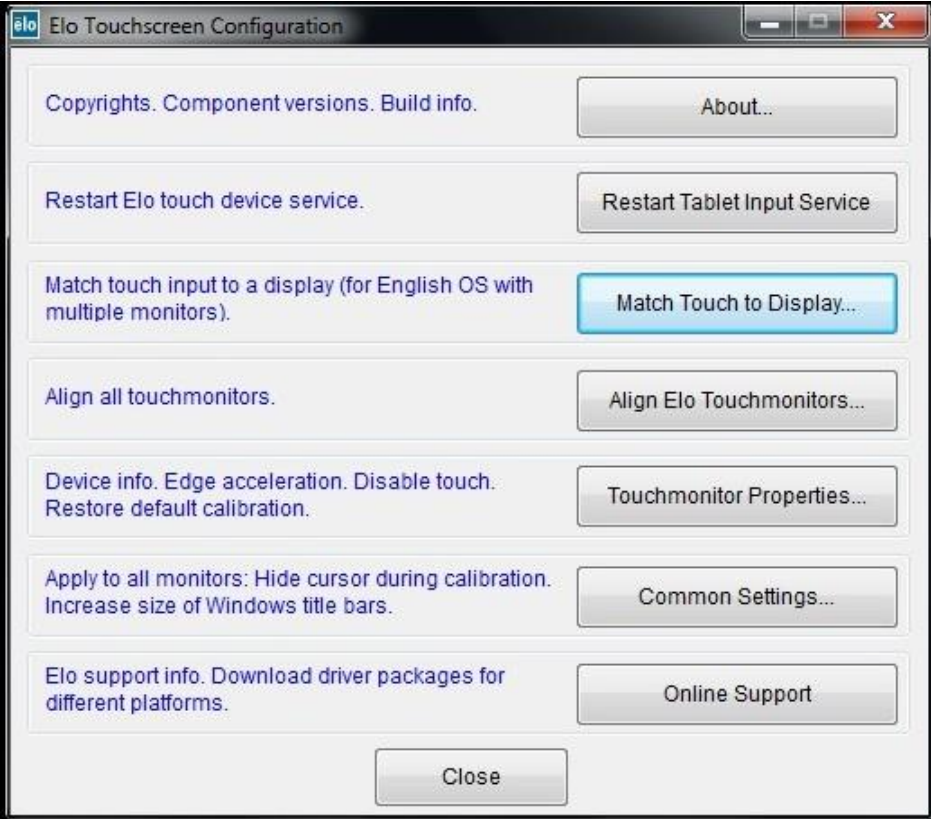 elo Elo Touchscreen Configuration
Copyrights. Component versions. Build info.
About...
Restart Elo touch device service.
Restart Tablet Input Service
Match touch input to a display (for English OS with
multiple monitors).
Match Touch to Display...
Align all touchmonitors.
Align Elo Touchmonitors...
Device info. Edge acceleration. Disable touch.
Restore default calibration.
Touchmonitor Properties...
Apply to all monitors: Hide cursor during calibration.
Increase size of Windows title bars.
Common Settings...
Elo support info. Download driver packages for
different platforms.
Online Support
Close